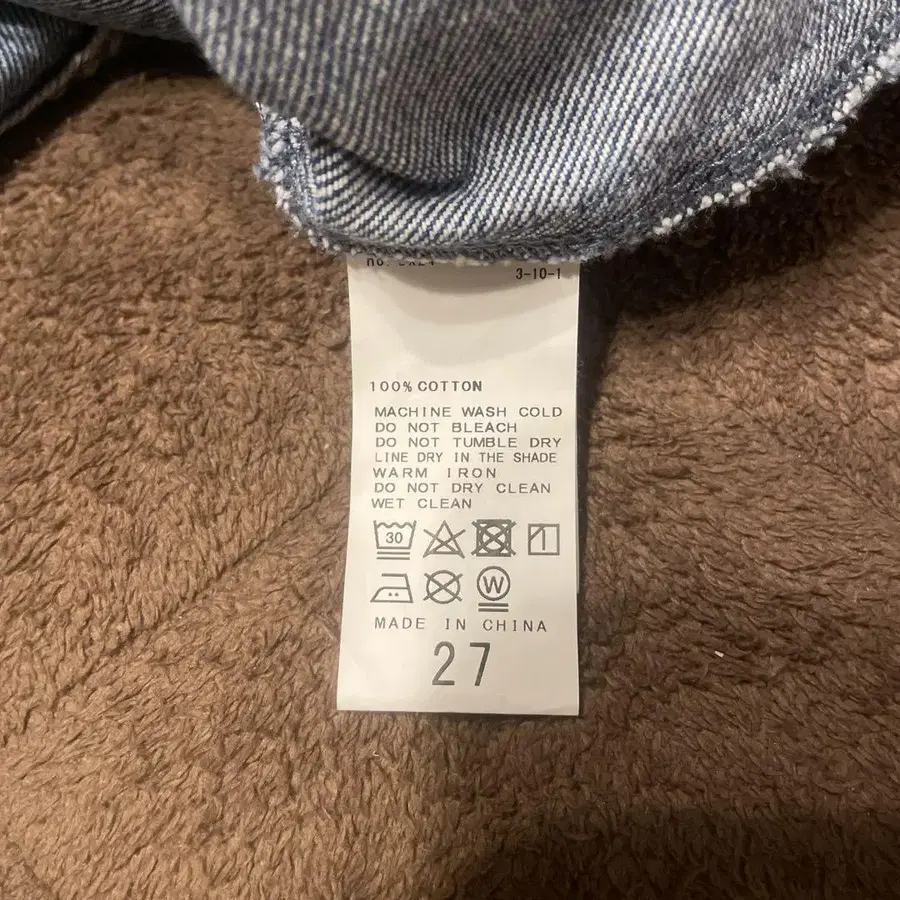 3-10-1
100% COTTON
MACHINE WASH COLD
DO NOT BLEACH
DO NOT TUMBLE DRY
LINE DRY IN THE SHADE
WARM IRON
DO NOT DRY CLEAN
WET CLEAN
30
W
MADE IN CHINA
27